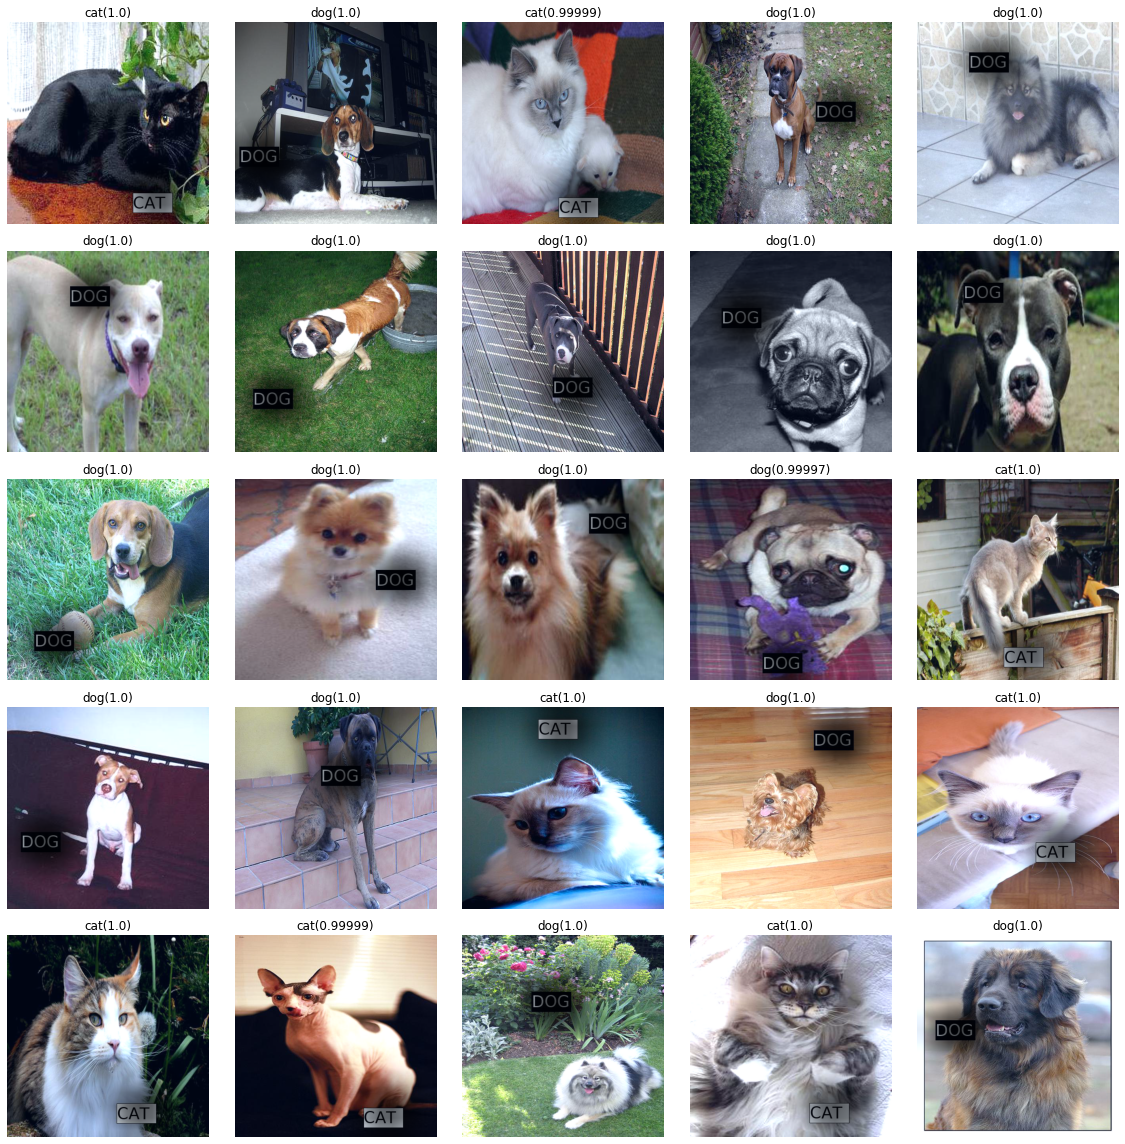 cat(1.0) dog(1.0) cat(0.99999) dog(1.0) dog(1.0)
CAT DOG CAT DOG DOG
dog(1.0) dog(1.0) dog(1.0) dog(1.0) dog(1.0)
DOG DOG DOG DOG DOG
dog(1.0) dog(1.0) dog(1.0) dog(0.99997) cat(1.0)
DOG DOG DOG DOG CAT
dog(1.0) dog(1.0) cat(1.0) dog(1.0) cat(1.0)
DOG DOG CAT DOG CAT
cat(1.0) cat(0.99999) dog(1.0) cat(1.0) dog(1.0)
CAT CAT DOG CAT DOG